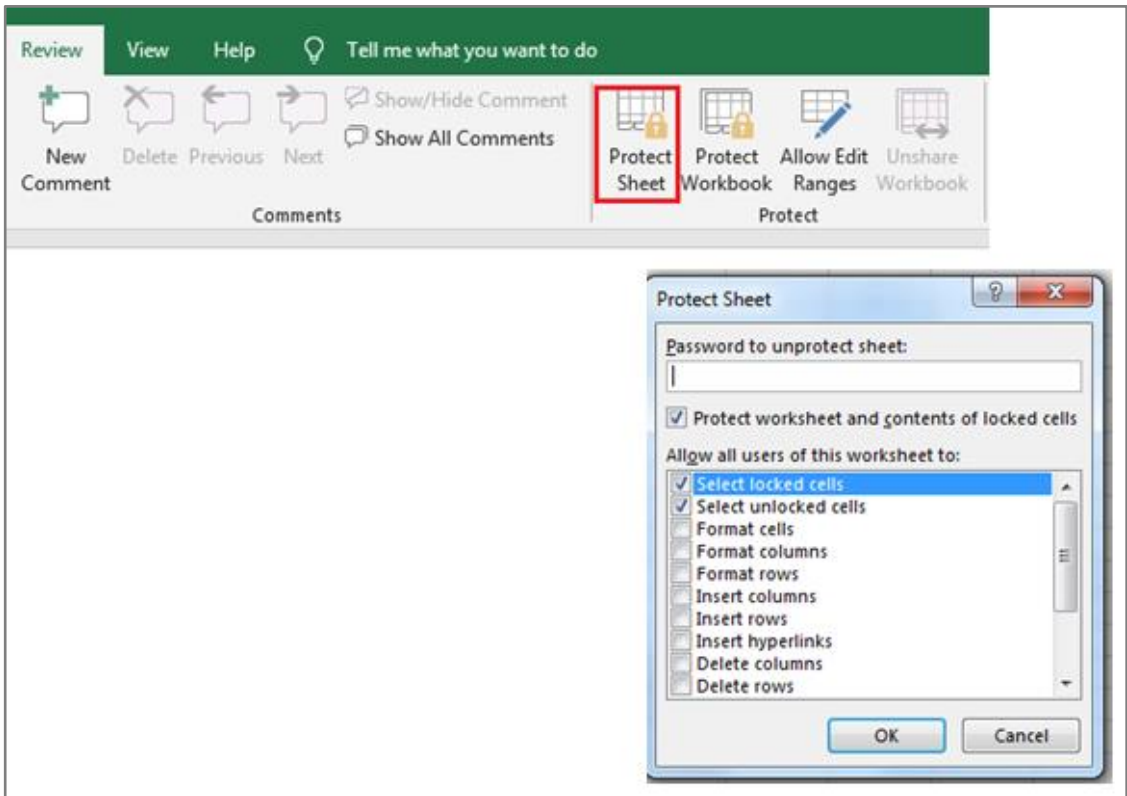 Review View Help Tell me what you want to do
New Comment
Delete Previous Next
Show/Hide Comment
Show All Comments
Comments
Protect Sheet
Protect Workbook
Allow Edit Ranges
Unshare Workbook
Protect
Protect Sheet
Password to unprotect sheet:
Protect worksheet and contents of locked cells
Allow all users of this worksheet to:
Select locked cells
Select unlocked cells
Format cells
Format columns
Format rows
Insert columns
Insert rows
Insert hyperlinks
Delete columns
Delete rows
OK Cancel